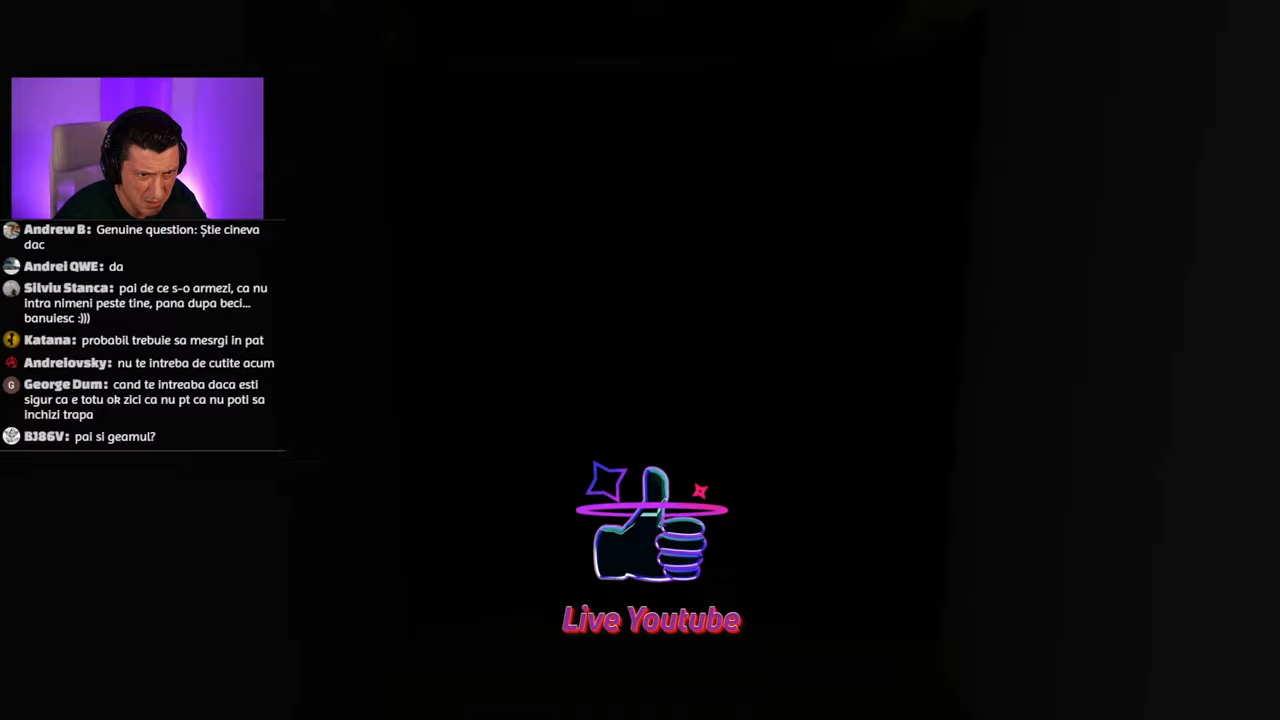 Andrew B: Genuine question: Știe cineva
dac
Andrei QWE: da
Silviu Stanca: pai de ce s-o armezi, ca nu
intra nimeni peste tine, pana dupa beci...
banuiesc :)))
Katana: probabil trebuie sa mesrgi in pat
Andreiovsky: nu te intreba de cutite acum
George Dum: cand te intreaba daca esti
sigur ca e totu ok zici ca nu pt ca nu poti sa
inchizi trapa
BJ86V: pai si geamul?
Live Youtube